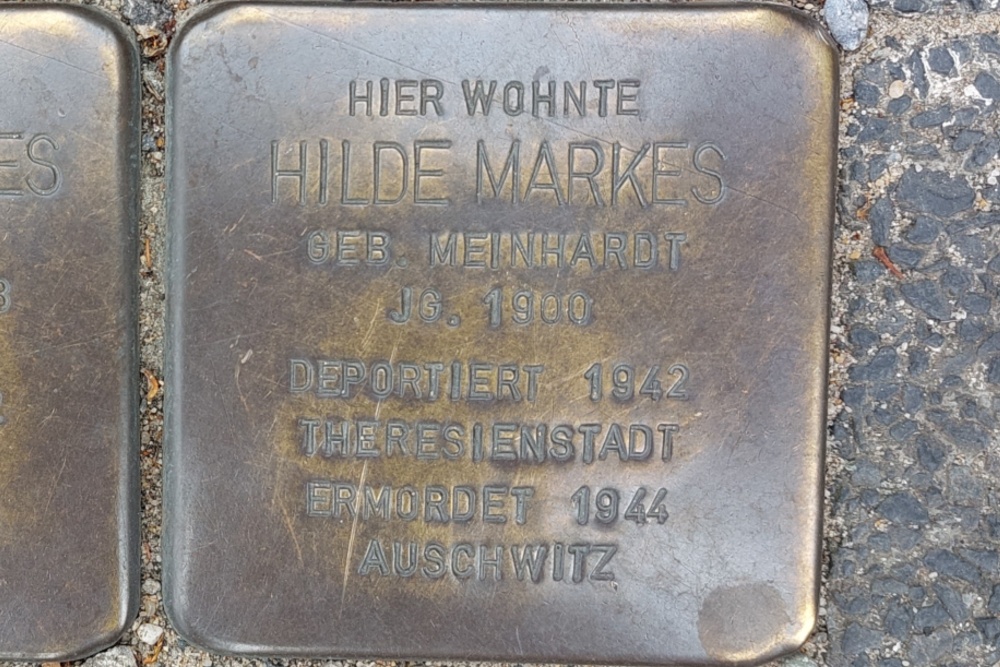 HIER WOHNTE
HILDE MARKES
GEB. MEINHARDT
JG. 1900
DEPORTIERT 1942
THERESIENSTADT
ERMORDET 1944
AUSCHWITZ